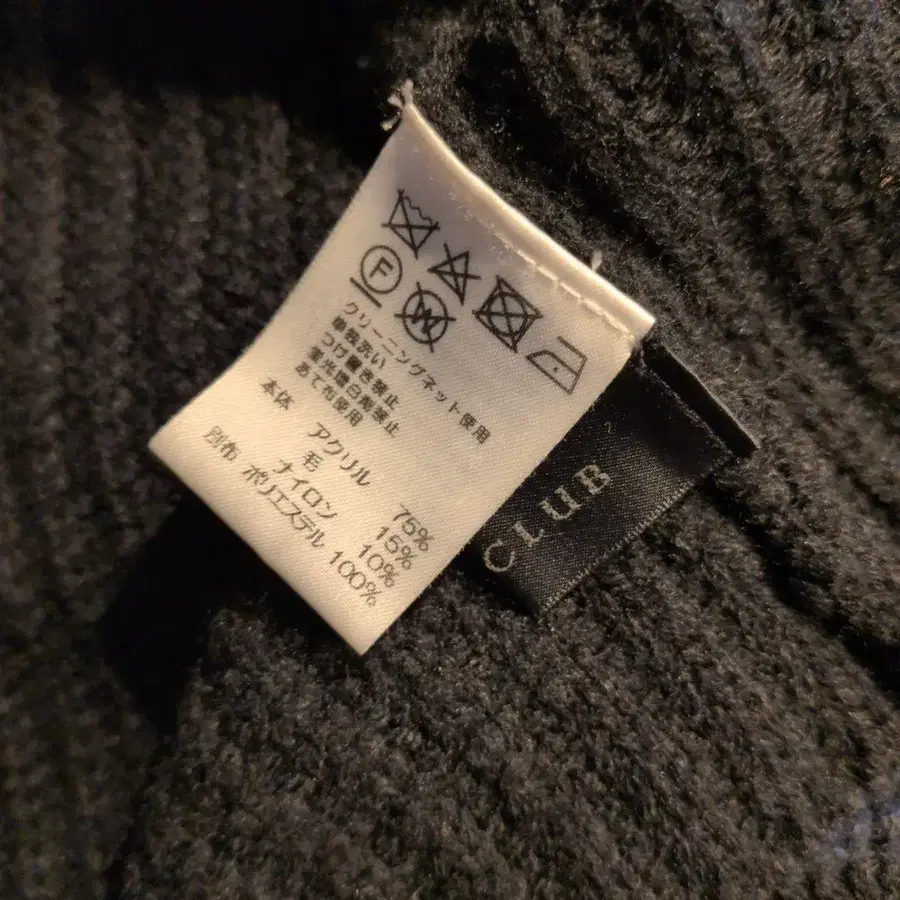 F W
クリーニングネット使用
単独洗い
つけ置き禁止
蛍光増白剤禁止
あて布使用
本体 アクリル 75%
毛 15%
ナイロン 10%
別布 ポリエステル 100%
CLUB